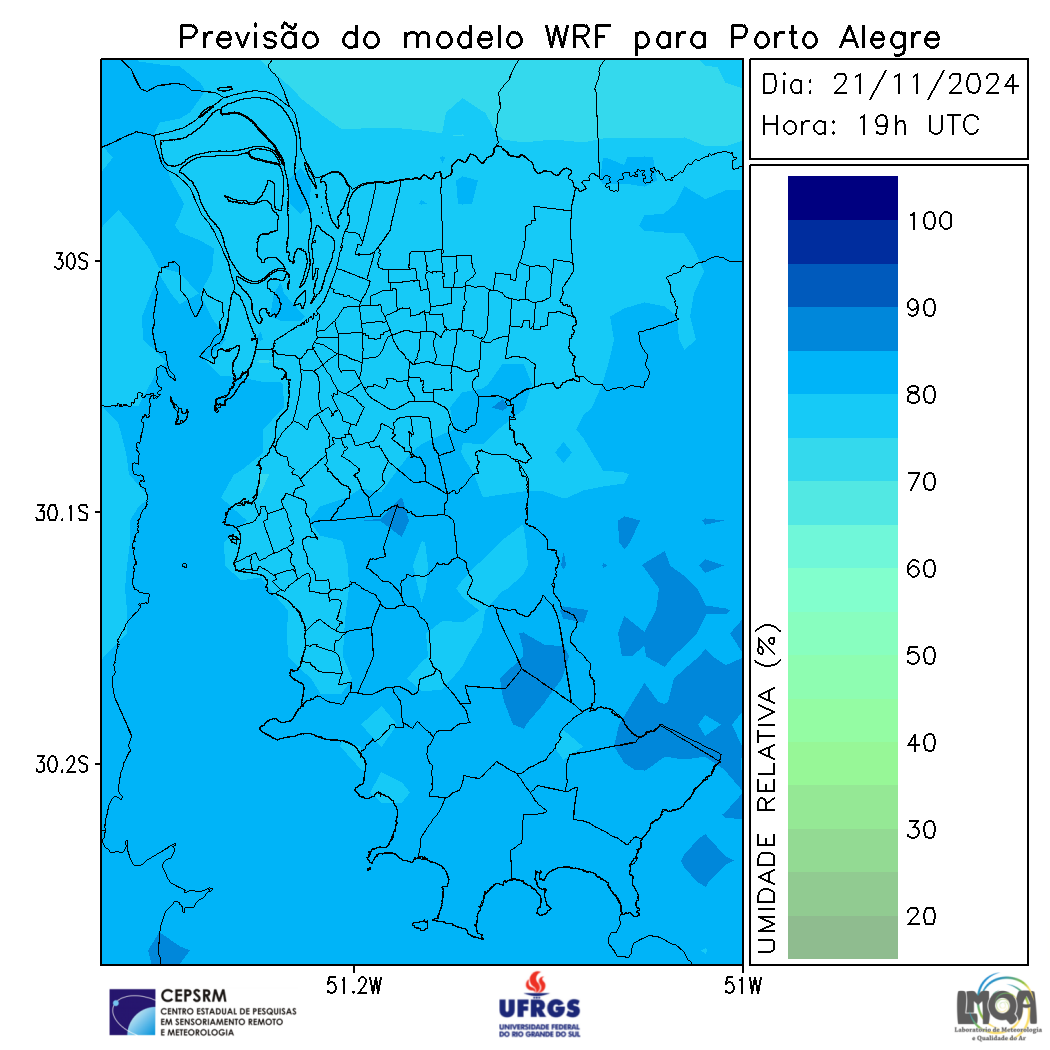 Previsão do modelo WRF para Porto Alegre
Dia: 21/11/2024
Hora: 19h UTC
30S
30.1S
30.2S
51.2W
51W
UMIDADE RELATIVA (%)
100
90
80
70
60
50
40
30
20
CEPSRM
CENTRO ESTADUAL DE PESQUISAS
EM SENSORIAMENTO REMOTO
E METEOROLOGIA
UFRGS
UNIVERSIDADE FEDERAL
DO RIO GRANDE DO SUL
LMQA
Laboratório de Meteorologia
e Qualidade do Ar